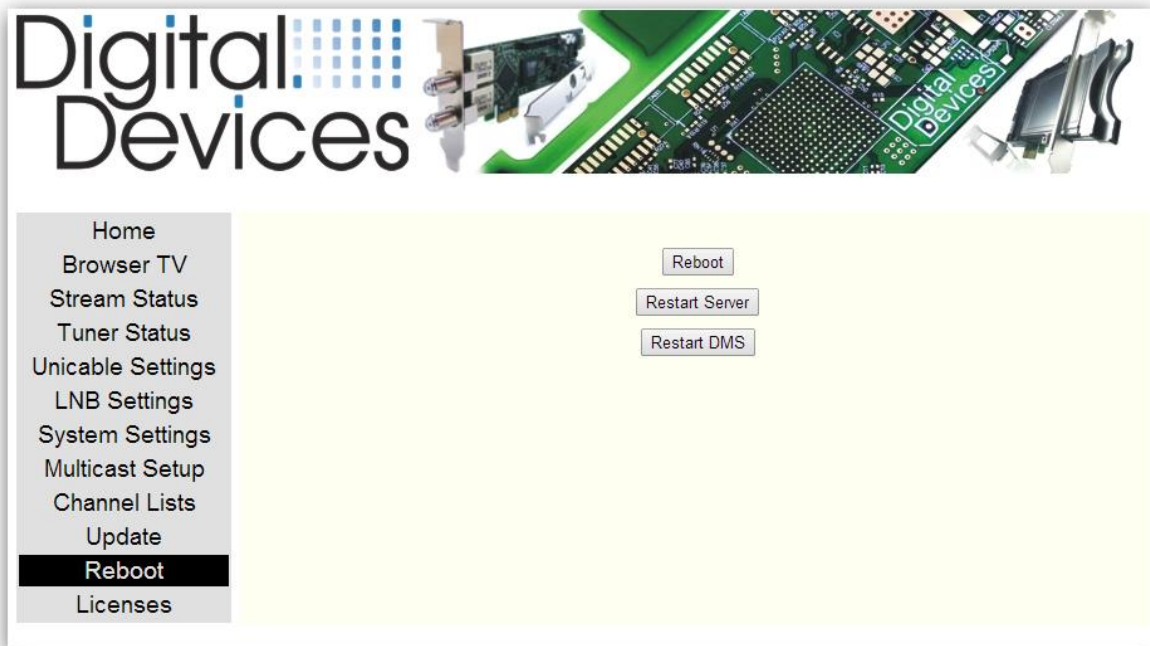 Digital
Devices
Digital
Devices
Home
Browser TV
Stream Status
Tuner Status
Unicable Settings
LNB Settings
System Settings
Multicast Setup
Channel Lists
Update
Reboot
Licenses
Reboot
Restart Server
Restart DMS